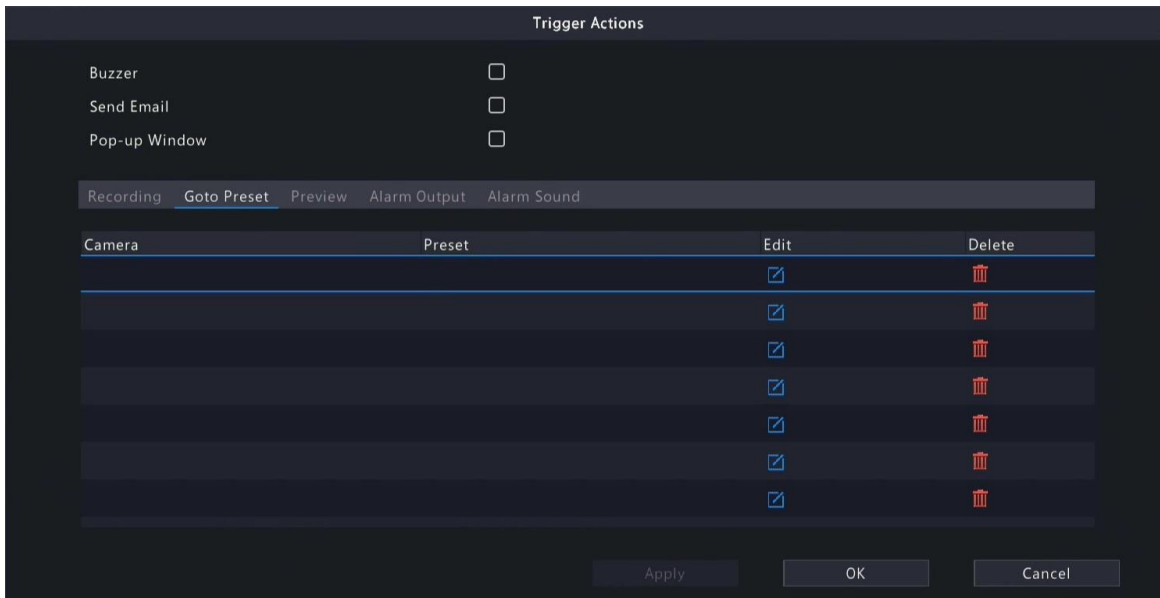 Trigger Actions
Buzzer
Send Email
Pop-up Window
Recording Goto Preset Preview Alarm Output Alarm Sound
Camera Preset Edit Delete
Apply OK Cancel